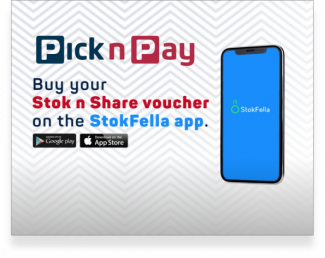 Pick n Pay
Buy your
Stok n Share voucher
on the StokFella app.
Google play
App Store
StokFella